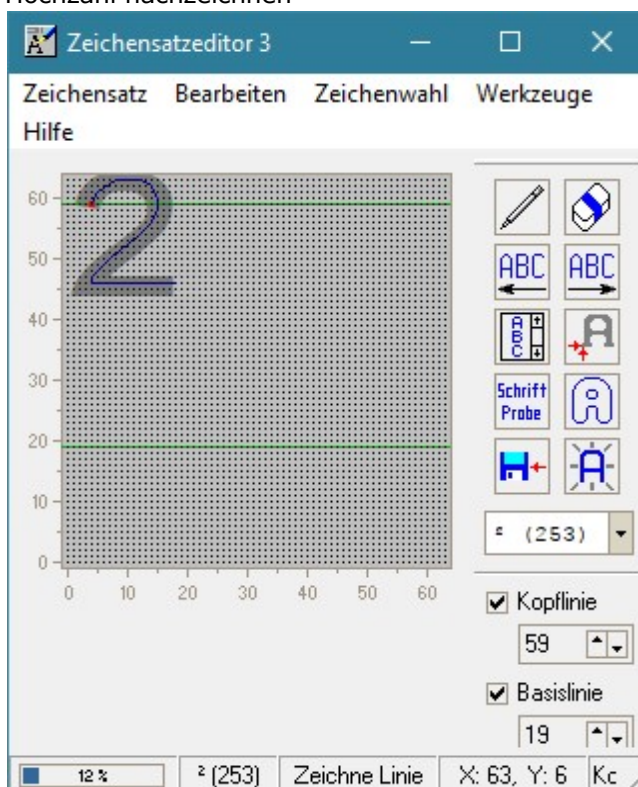 Hochzahl nachzeichnen
Zeichensatzeditor 3
Zeichensatz Bearbeiten Zeichenwahl Werkzeuge
Hilfe
2
60
50
40
30
20
10
0
0 10 20 30 40 50 60
ABC ABC
ABC A
Schrift
Probe
A
² (253)
Kopflinie
59
Basislinie
19
12 % ² (253) Zeichne Linie X: 63, Y: 6 Kc